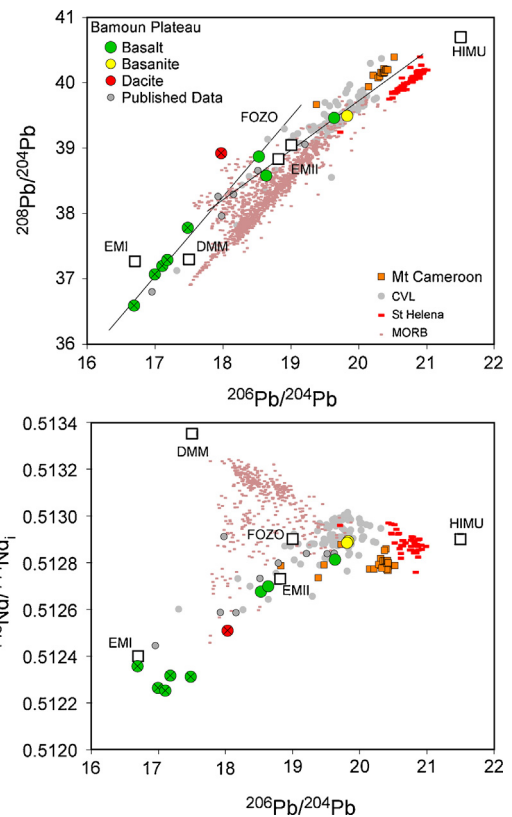 Bamoun Plateau
Basalt
Basanite
Dacite
Published Data
HIMU
FOZO
EMII
EMI
DMM
Mt Cameroon
CVL
St Helena
MORB
208Pb/204Pb
41
40
39
38
37
36
16 17 18 19 20 21 22
206Pb/204Pb
0.5134
0.5132
0.5130
0.5128
0.5126
0.5124
0.5122
0.5120
DMM
FOZO
HIMU
EMII
EMI
16 17 18 19 20 21 22
206Pb/204Pb